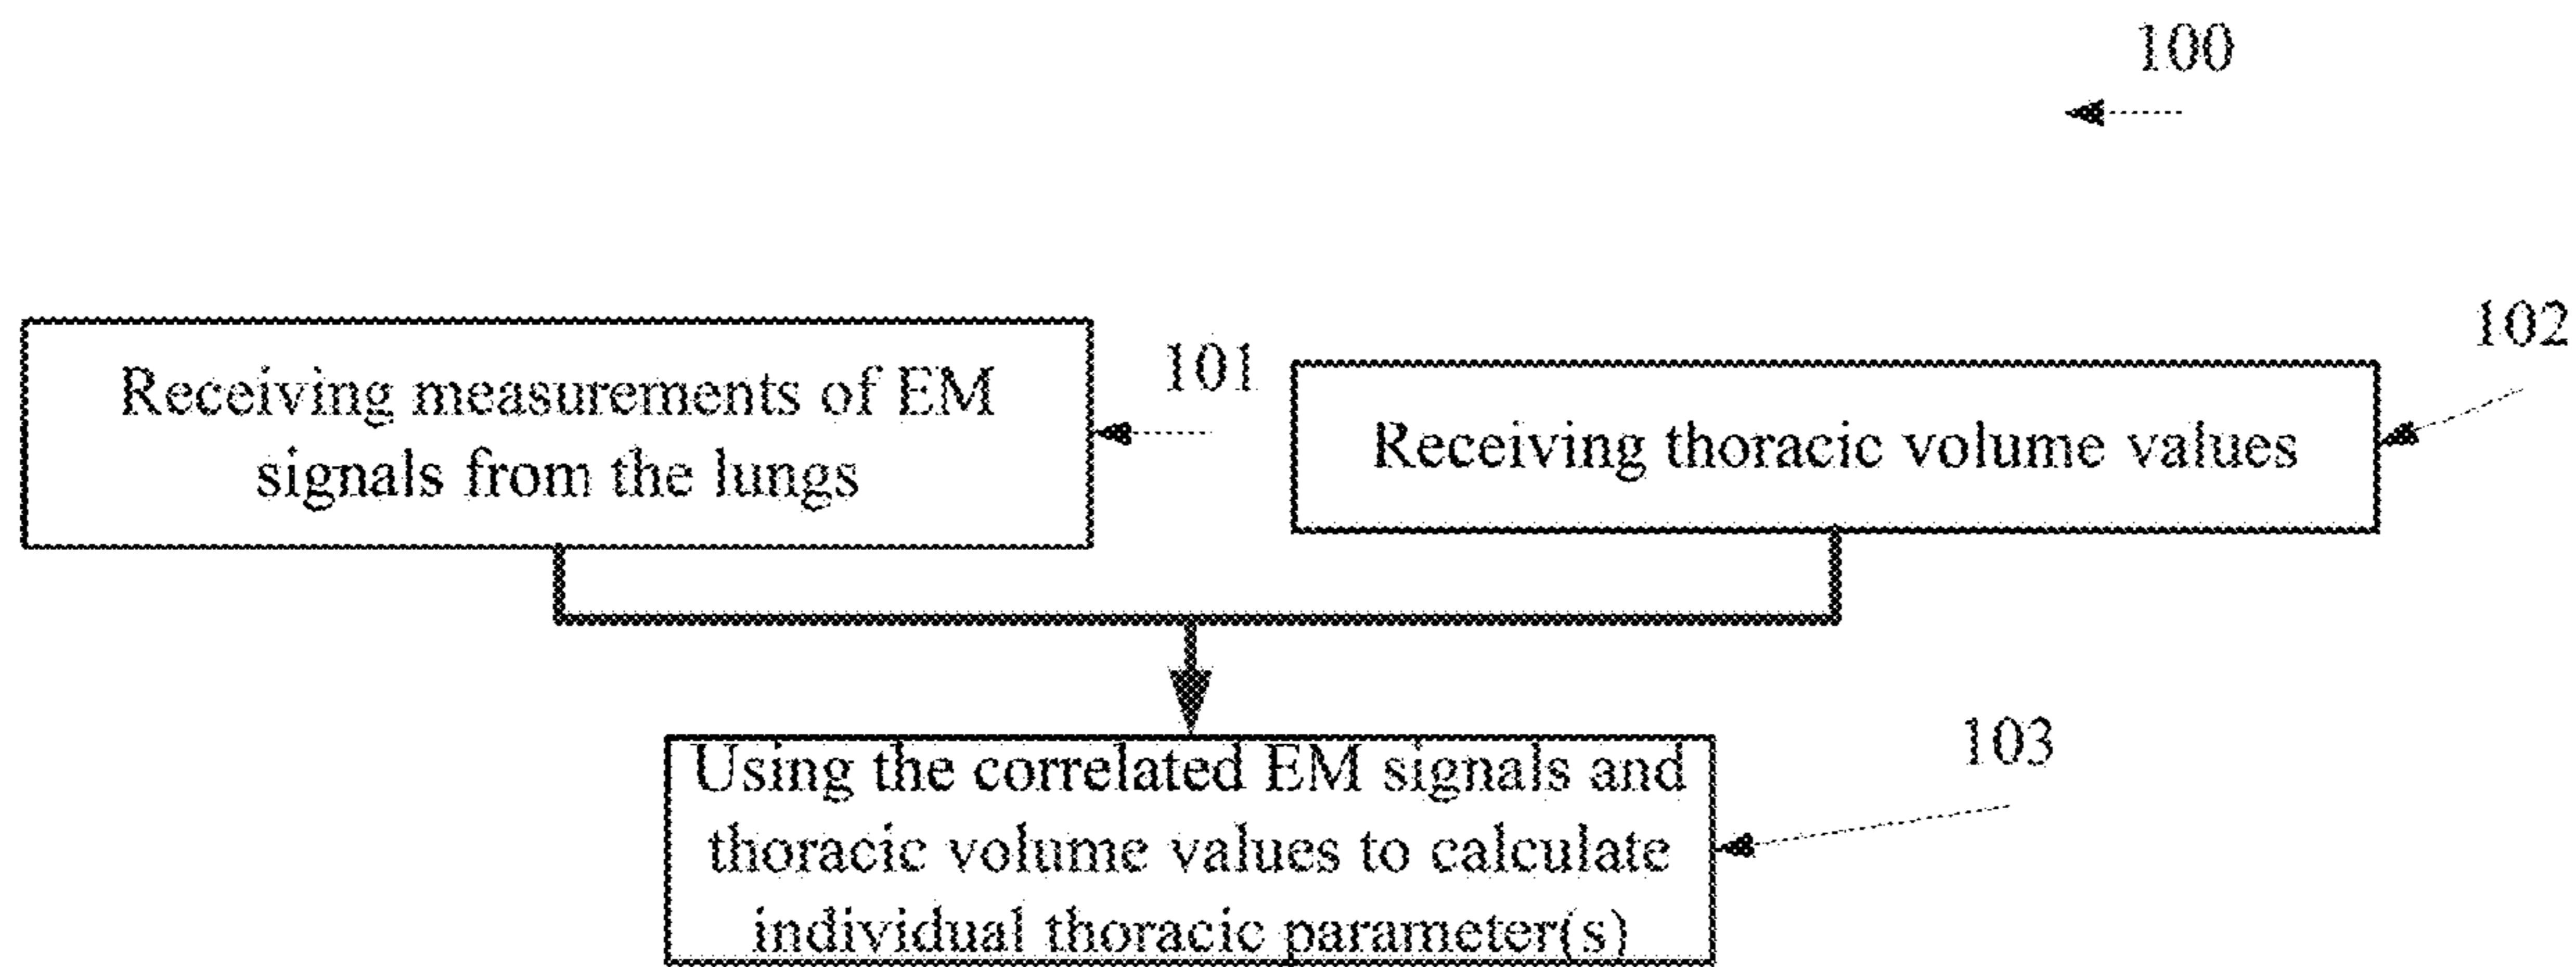 100
Receiving measurements of EM
signals from the lungs
101
Receiving thoracic volume values
102
Using the correlated EM signals and
thoracic volume values to calculate
individual thoracic parameter(s)
103